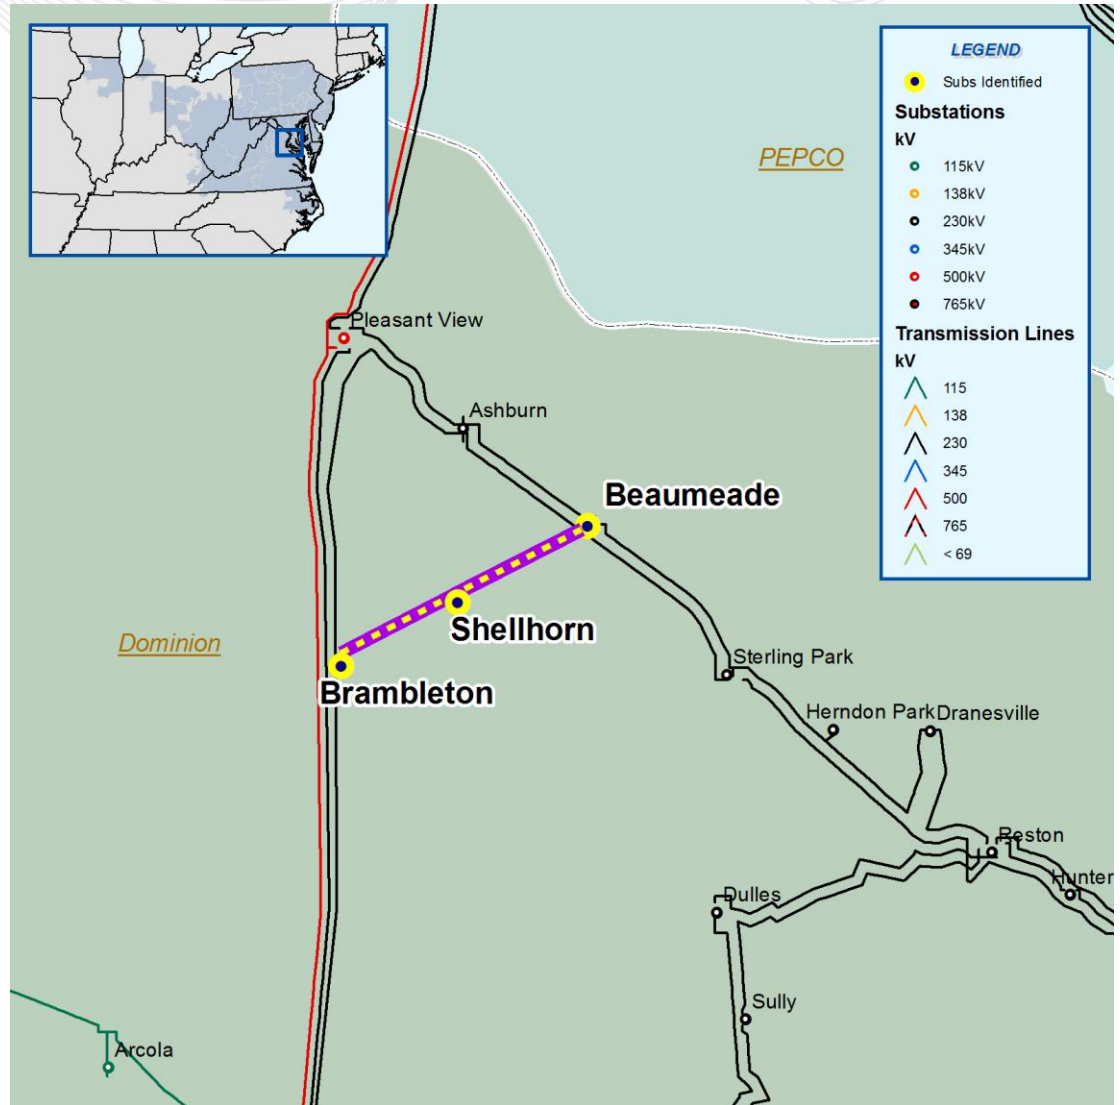 LEGEND
Subs Identified
Substations
kV
115kV
138kV
230kV
345kV
500kV
765kV
Transmission Lines
kV
115
138
230
345
500
765
< 69
PEPCO
Pleasant View
Ashburn
Beaumeade
Shellhorn
Dominion
Brambleton
Sterling Park
Herndon Park
Dranesville
Reston
Hunter
Dulles
Sully
Arcola